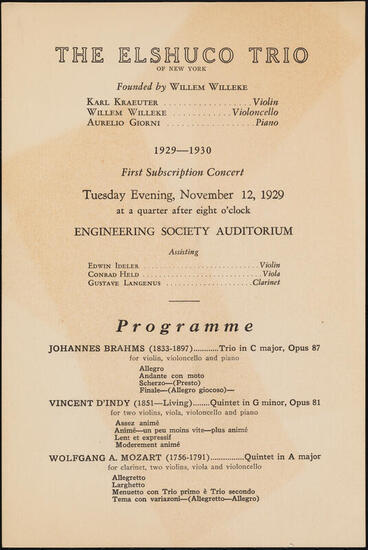 THE ELSHUCO TRIO
OF NEW YORK
Founded by WILLEM WILLEKE
KARL KRAEUTER ........................ Violin
WILLEM WILLEKE ................ Violoncello
AURELIO GIORNI ........................ Piano
1929—1930
First Subscription Concert
Tuesday Evening, November 12, 1929
at a quarter after eight o'clock
ENGINEERING SOCIETY AUDITORIUM
Assisting
EDWIN IDELER ........................ Violin
CONRAD HELD ........................ Viola
GUSTAVE LANGENUS ........................ Clarinet
Programme
JOHANNES BRAHMS (1833-1897)............Trio in C major, Opus 87
for violin, violoncello and piano
Allegro
Andante con moto
Scherzo—(Presto)
Finale—(Allegro giocoso)—
VINCENT D'INDY (1851—Living)........Quintet in G minor, Opus 81
for two violins, viola, violoncello and piano
Assez animé
Animé—un peu moins vite—plus animé
Lent et expressif
Moderement animé
WOLFGANG A. MOZART (1756-1791)................Quintet in A major
for clarinet, two violins, viola and violoncello
Allegretto
Larghetto
Menuetto con Trio primo è Trio secondo
Tema con variazoni—(Allegretto—Allegro)